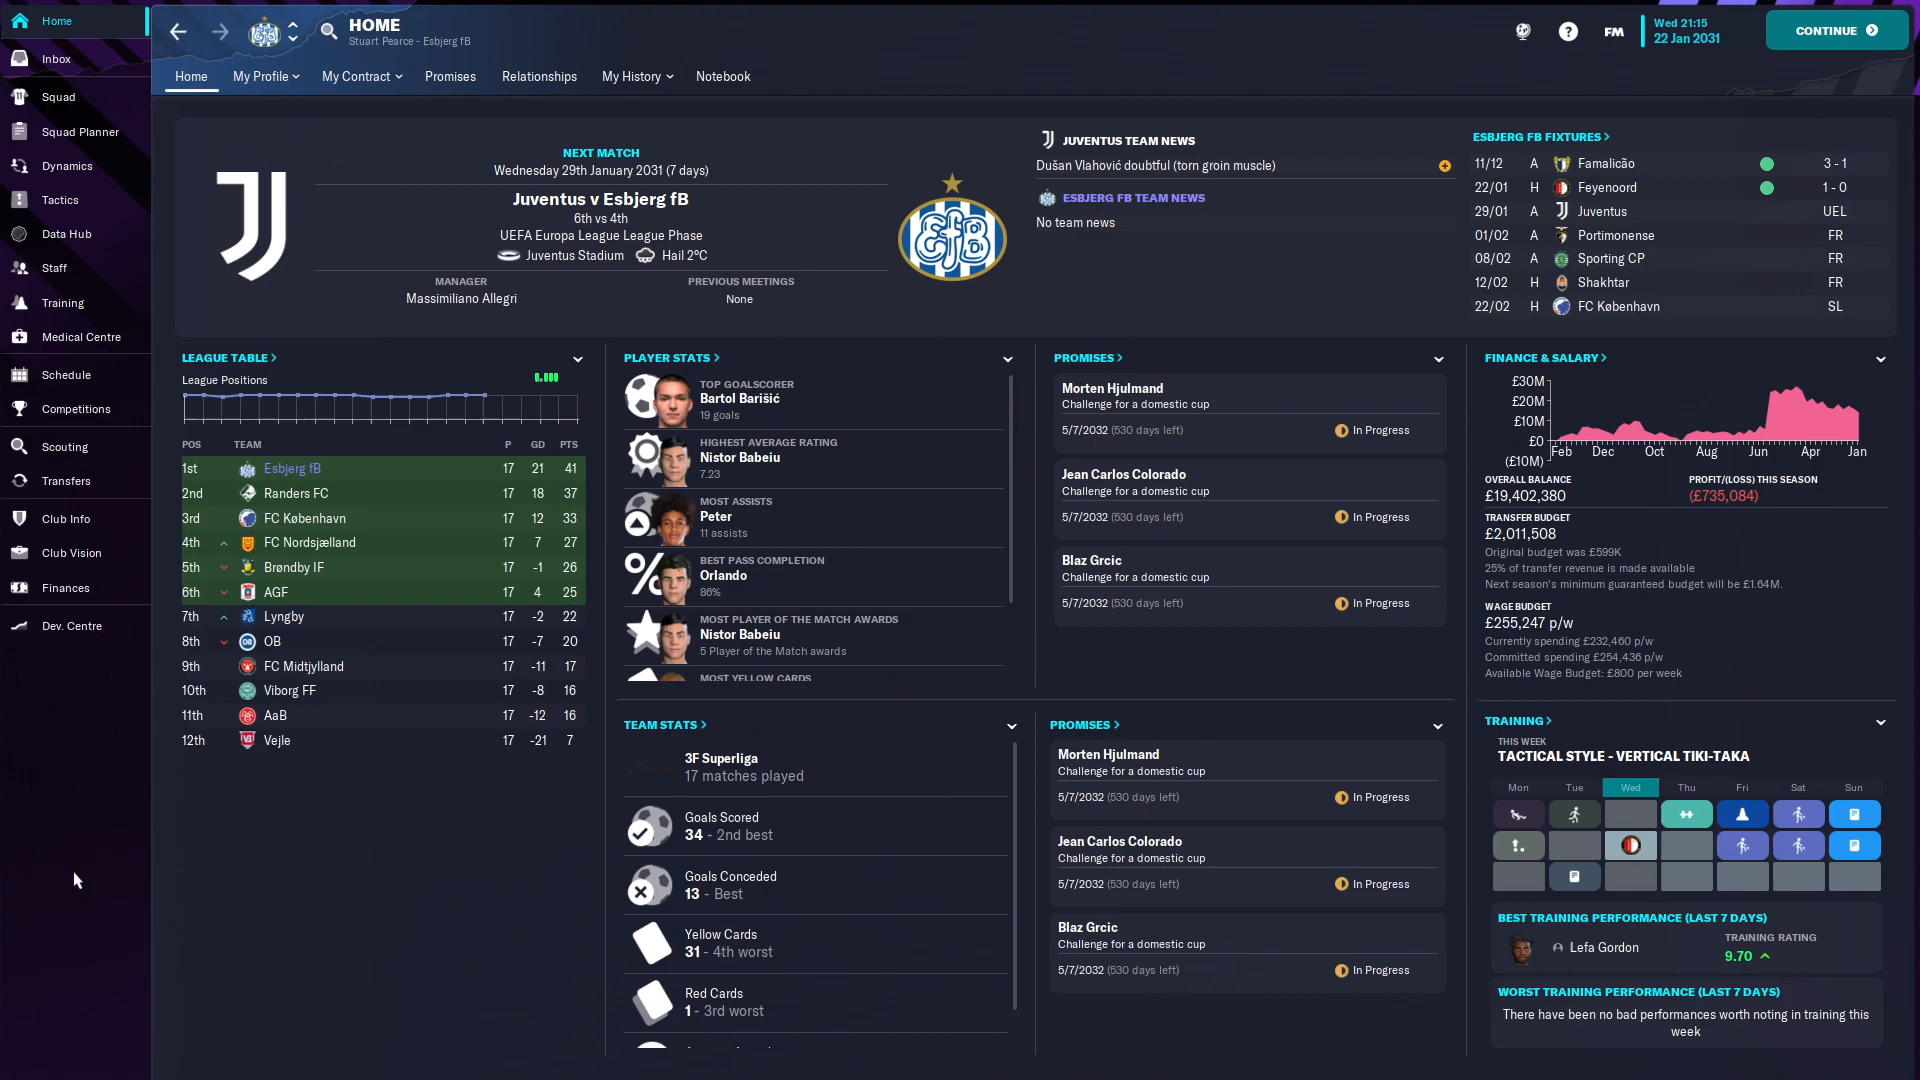 Home
Inbox
Squad
Squad Planner
Dynamics
Tactics
Data Hub
Staff
Training
Medical Centre
Schedule
Competitions
Scouting
Transfers
Club Info
Club Vision
Finances
Dev. Centre
HOME
Stuart Pearce - Esbjerg fB
FM
Wed 21:15
22 Jan 2031
CONTINUE
Home My Profile My Contract Promises Relationships My History Notebook
NEXT MATCH
Wednesday 29th January 2031 (7 days)
Juventus v Esbjerg fB
6th vs 4th
UEFA Europa League League Phase
Juventus Stadium Hail 2ºC
MANAGER
Massimiliano Allegri
PREVIOUS MEETINGS
None
JUVENTUS TEAM NEWS
Dušan Vlahović doubtful (torn groin muscle)
ESBJERG FB TEAM NEWS
No team news
ESBJERG FB FIXTURES
11/12 A Famalicão 3 - 1
22/01 H Feyenoord 1 - 0
29/01 A Juventus UEL
01/02 A Portimonense FR
08/02 A Sporting CP FR
12/02 H Shakhtar FR
22/02 H FC København SL
LEAGUE TABLE
League Positions
POS TEAM P GD PTS
1st Esbjerg fB 17 21 41
2nd Randers FC 17 18 37
3rd FC København 17 12 33
4th FC Nordsjælland 17 7 27
5th Brøndby IF 17 -1 26
6th AGF 17 4 25
7th Lyngby 17 -2 22
8th OB 17 -7 20
9th FC Midtjylland 17 -11 17
10th Viborg FF 17 -8 16
11th AaB 17 -12 16
12th Vejle 17 -21 7
PLAYER STATS
TOP GOALSCORER
Bartol Barišić
19 goals
HIGHEST AVERAGE RATING
Nistor Babeiu
7.23
MOST ASSISTS
Peter
11 assists
BEST PASS COMPLETION
Orlando
86%
MOST PLAYER OF THE MATCH AWARDS
Nistor Babeiu
5 Player of the Match awards
MOST YELLOW CARDS
TEAM STATS
3F Superliga
17 matches played
Goals Scored
34 - 2nd best
Goals Conceded
13 - Best
Yellow Cards
31 - 4th worst
Red Cards
1 - 3rd worst
PROMISES
Morten Hjulmand
Challenge for a domestic cup
5/7/2032 (530 days left) In Progress
Jean Carlos Colorado
Challenge for a domestic cup
5/7/2032 (530 days left) In Progress
Blaz Grcic
Challenge for a domestic cup
5/7/2032 (530 days left) In Progress
PROMISES
Morten Hjulmand
Challenge for a domestic cup
5/7/2032 (530 days left) In Progress
Jean Carlos Colorado
Challenge for a domestic cup
5/7/2032 (530 days left) In Progress
Blaz Grcic
Challenge for a domestic cup
5/7/2032 (530 days left) In Progress
FINANCE & SALARY
£30M
£20M
£10M
£0
(£10M)
Feb Dec Oct Aug Jun Apr Jan
OVERALL BALANCE
£19,402,380
PROFIT/(LOSS) THIS SEASON
(£735,084)
TRANSFER BUDGET
£2,011,508
Original budget was £599K
25% of transfer revenue is made available
Next season's minimum guaranteed budget will be £1.64M.
WAGE BUDGET
£255,247 p/w
Currently spending £232,460 p/w
Committed spending £254,436 p/w
Available Wage Budget: £800 per week
TRAINING
THIS WEEK
TACTICAL STYLE - VERTICAL TIKI-TAKA
Mon Tue Wed Thu Fri Sat Sun
BEST TRAINING PERFORMANCE (LAST 7 DAYS)
Lefa Gordon
TRAINING RATING
9.70
WORST TRAINING PERFORMANCE (LAST 7 DAYS)
There have been no bad performances worth noting in training this
week